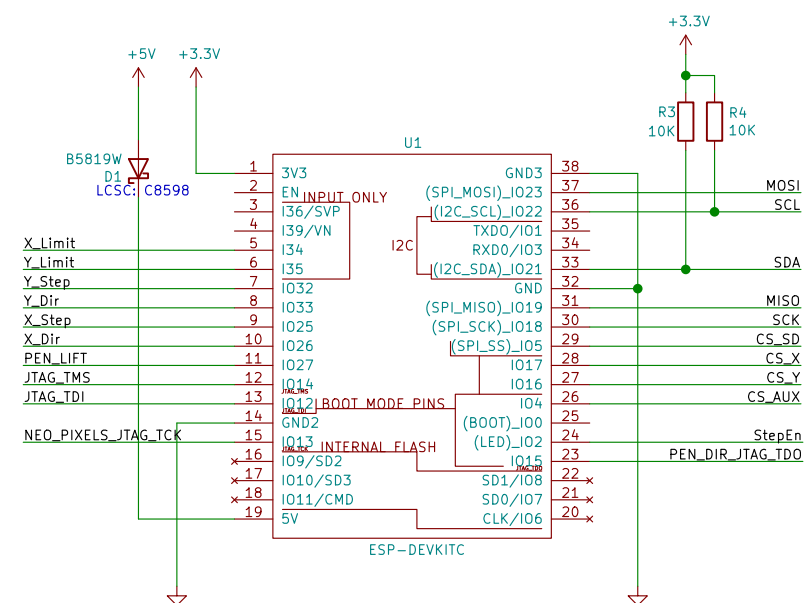 +3.3V
+5V +3.3V
R3 R4
10K 10K
U1
B5819W
D1
LCSC: C8598
1 3V3 GND3 38
2 EN INPUT ONLY (SPI_MOSI)_IO23 37 MOSI
3 I36/SVP (I2C_SCL)_IO22 36 SCL
4 I39/VN TXD0/IO1 35
I2C
X_Limit 5 I34 RXD0/IO3 34
Y_Limit 6 I35 (I2C_SDA)_IO21 33 SDA
Y_Step 7 IO32 GND 32
Y_Dir 8 IO33 (SPI_MISO)_IO19 31 MISO
X_Step 9 IO25 (SPI_SCK)_IO18 30 SCK
X_Dir 10 IO26 (SPI_SS)_IO5 29 CS_SD
PEN_LIFT 11 IO27 IO17 28 CS_X
JTAG_TMS 12 IO14 IO16 27 CS_Y
JTAG_TMS
JTAG_TDI 13 IO12 BOOT MODE PINS IO4 26 CS_AUX
JTAG_TDI
14 GND2 (BOOT)_IO0 25
NEO_PIXELS_JTAG_TCK 15 IO13 (LED)_IO2 24 StepEn
JTAG_TCK INTERNAL FLASH
16 IO9/SD2 IO15 23 PEN_DIR_JTAG_TDO
JTAG_TDO
17 IO10/SD3 SD1/IO8 22
18 IO11/CMD SD0/IO7 21
19 5V CLK/IO6 20
ESP-DEVKITC